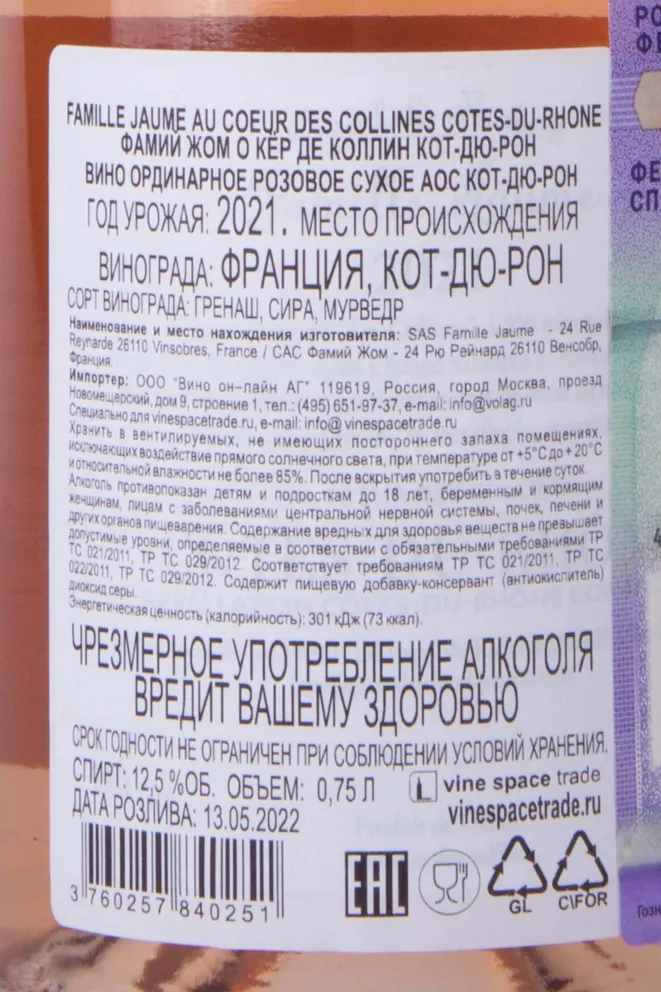 FAMILLE JAUME AU COEUR DES COLLINES COTES-DU-RHONE
ФАМИЙ ЖОМ О КЁР ДЕ КОЛЛИН КОТ-ДЮ-РОН
ВИНО ОРДИНАРНОЕ РОЗОВОЕ СУХОЕ АОС КОТ-ДЮ-РОН
ГОД УРОЖАЯ: 2021. МЕСТО ПРОИСХОЖДЕНИЯ
ВИНОГРАДА: ФРАНЦИЯ, КОТ-ДЮ-РОН
СОРТ ВИНОГРАДА: ГРЕНАШ, СИРА, МУРВЕДР
Наименование и место нахождения изготовителя: SAS Famille Jaume - 24 Rue
Reynarde 26110 Vinsobres, France / САС Фамий Жом - 24 Рю Рейнард 26110 Венсобр,
Франция.
Импортер: ООО "Вино он-лайн АГ" 119619, Россия, город Москва, проезд
Новомещерский, дом 9, строение 1, тел.: (495) 651-97-37, e-mail: info@volag.ru
Специально для vinespacetrade.ru, e-mail: info@vinespacetrade.ru
Хранить в вентилируемых, не имеющих постороннего запаха помещениях,
исключающих воздействие прямого солнечного света, при температуре от +5°С до + 20°С
и относительной влажности не более 85%. После вскрытия употребить в течение суток.
Алкоголь противопоказан детям и подросткам до 18 лет, беременным и кормящим
женщинам, лицам с заболеваниями центральной нервной системы, почек, печени и
других органов пищеварения. Содержание вредных для здоровья веществ не превышает
допустимые уровни, определяемые в соответствии с обязательными требованиями ТР
ТС 021/2011, ТР ТС 029/2012. Соответствует требованиям ТР ТС 021/2011, ТР ТС
022/2011, ТР ТС 029/2012. Содержит пищевую добавку-консервант (антиокислитель)
диоксид серы.
Энергетическая ценность (калорийность): 301 кДж (73 ккал).
ЧРЕЗМЕРНОЕ УПОТРЕБЛЕНИЕ АЛКОГОЛЯ
ВРЕДИТ ВАШЕМУ ЗДОРОВЬЮ
СРОК ГОДНОСТИ НЕ ОГРАНИЧЕН ПРИ СОБЛЮДЕНИИ УСЛОВИЙ ХРАНЕНИЯ.
СПИРТ: 12,5 %ОБ. ОБЪЕМ: 0,75 Л
vine space trade
ДАТА РОЗЛИВА: 13.05.2022
vinespacetrade.ru
3 760257 840251
EAC
GL
C\FOR